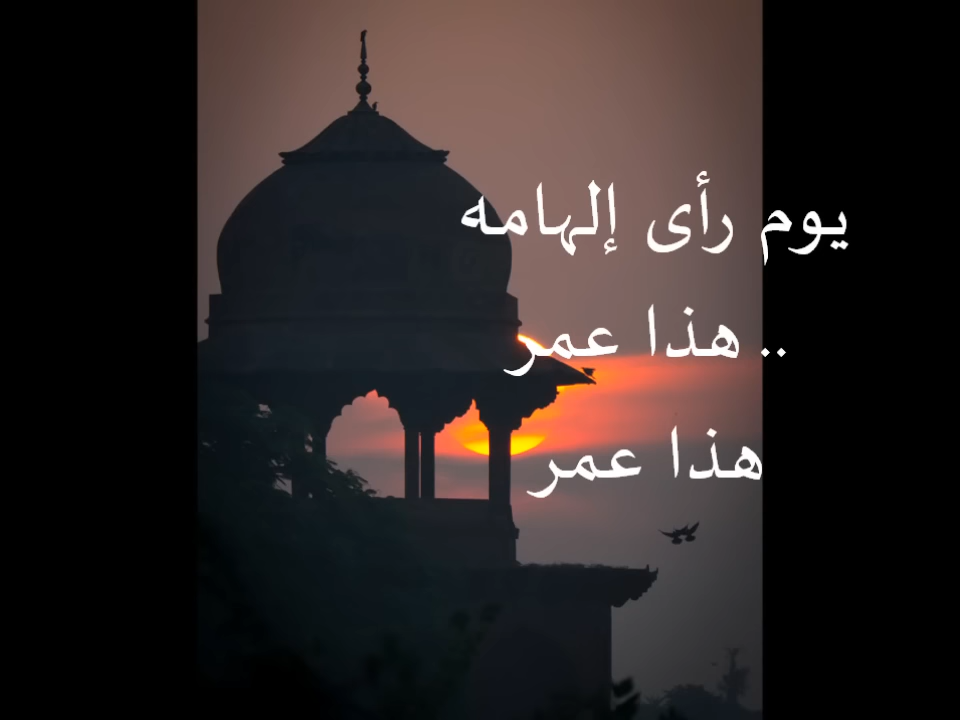 يوم رأى إلهامه
.. هذا عمر
هذا عمر